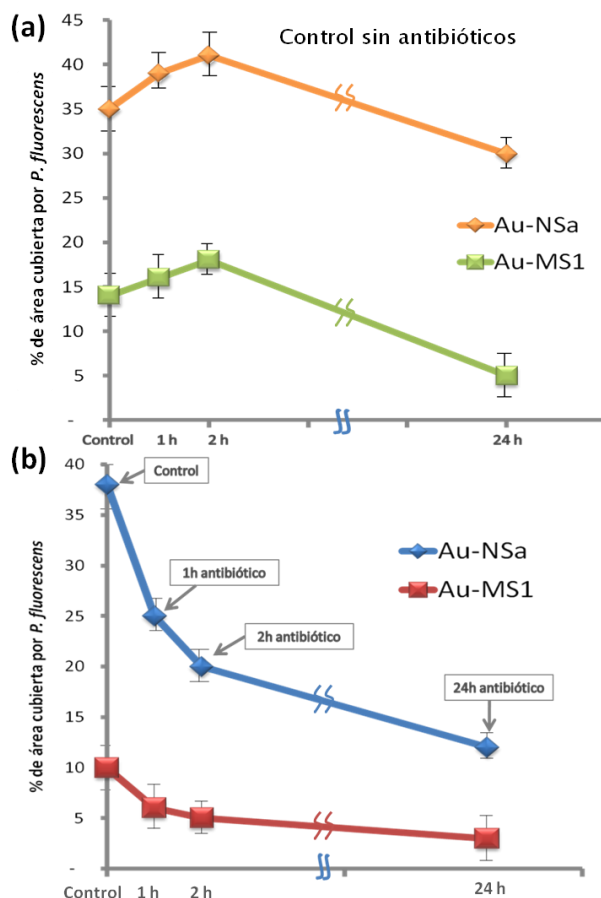 (a)
Control sin antibióticos
% de área cubierta por P. fluorescens
45
40
35
30
25
20
15
10
5
-
Au-NSa
Au-MS1
Control 1 h 2 h 24 h
(b)
% de área cubierta por P. fluorescens
40
35
30
25
20
15
10
5
-
Control
1h antibiótico
2h antibiótico
24h antibiótico
Au-NSa
Au-MS1
Control 1 h 2 h 24 h